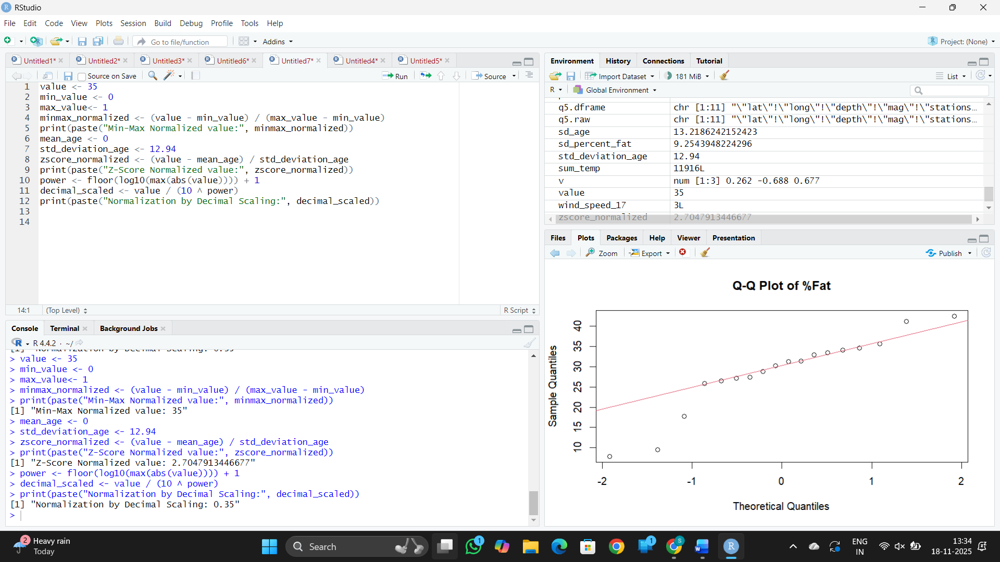 RStudio
File Edit Code View Plots Session Build Debug Profile Tools Help
Go to file/function Addins Project: (None)
Untitled1* Untitled2* Untitled3* Untitled6* Untitled7* Untitled4* Untitled5*
Source on Save Run Source
1 value <- 35
2 min_value <- 0
3 max_value<- 1
4 minmax_normalized <- (value - min_value) / (max_value - min_value)
5 print(paste("Min-Max Normalized value:", minmax_normalized))
6 mean_age <- 0
7 std_deviation_age <- 12.94
8 zscore_normalized <- (value - mean_age) / std_deviation_age
9 print(paste("Z-Score Normalized value:", zscore_normalized))
10 power <- floor(log10(max(abs(value)))) + 1
11 decimal_scaled <- value / (10 ^ power)
12 print(paste("Normalization by Decimal Scaling:", decimal_scaled))
13
14
14:1 (Top Level) R Script
Console Terminal Background Jobs
R 4.4.2 · ~/
[1] "Normalization by Decimal Scaling: 0.35"
> value <- 35
> min_value <- 0
> max_value<- 1
> minmax_normalized <- (value - min_value) / (max_value - min_value)
> print(paste("Min-Max Normalized value:", minmax_normalized))
[1] "Min-Max Normalized value: 35"
> mean_age <- 0
> std_deviation_age <- 12.94
> zscore_normalized <- (value - mean_age) / std_deviation_age
> print(paste("Z-Score Normalized value:", zscore_normalized))
[1] "Z-Score Normalized value: 2.7047913446677"
> power <- floor(log10(max(abs(value)))) + 1
> decimal_scaled <- value / (10 ^ power)
> print(paste("Normalization by Decimal Scaling:", decimal_scaled))
[1] "Normalization by Decimal Scaling: 0.35"
>
Environment History Connections Tutorial
Import Dataset 181 MiB List
R Global Environment
q5.dframe chr [1:11] "\"lat\"!\"long\"!\"depth\"!\"mag\"!\"stations…
q5.raw chr [1:11] "\"lat\"!\"long\"!\"depth\"!\"mag\"!\"stations…
sd_age 13.2186242152423
sd_percent_fat 9.2543948224296
std_deviation_age 12.94
sum_temp 11916L
v num [1:3] 0.262 -0.688 0.677
value 35
wind_speed_17 3L
zscore_normalized 2.7047913446677
Files Plots Packages Help Viewer Presentation
Zoom Export Publish
Q-Q Plot of %Fat
Sample Quantiles
40
35
30
25
20
15
10
-2 -1 0 1 2
Theoretical Quantiles
2 Heavy rain
Today
Search
1
1
S
ENG
IN
13:34
18-11-2025